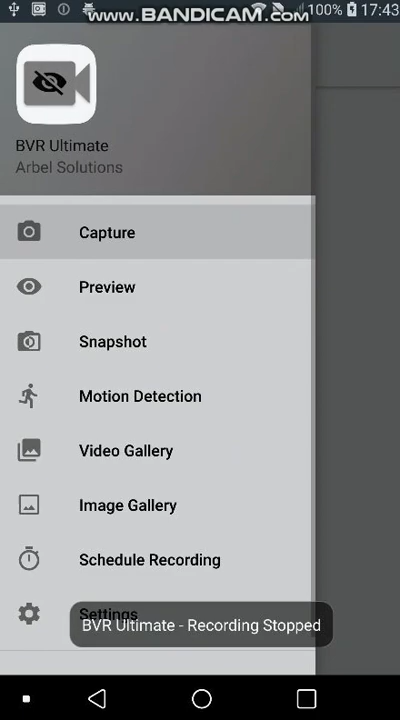 www.BANDICAM.com
100% 17:43
BVR Ultimate
Arbel Solutions
Capture
Preview
Snapshot
Motion Detection
Video Gallery
Image Gallery
Schedule Recording
Settings
BVR Ultimate - Recording Stopped